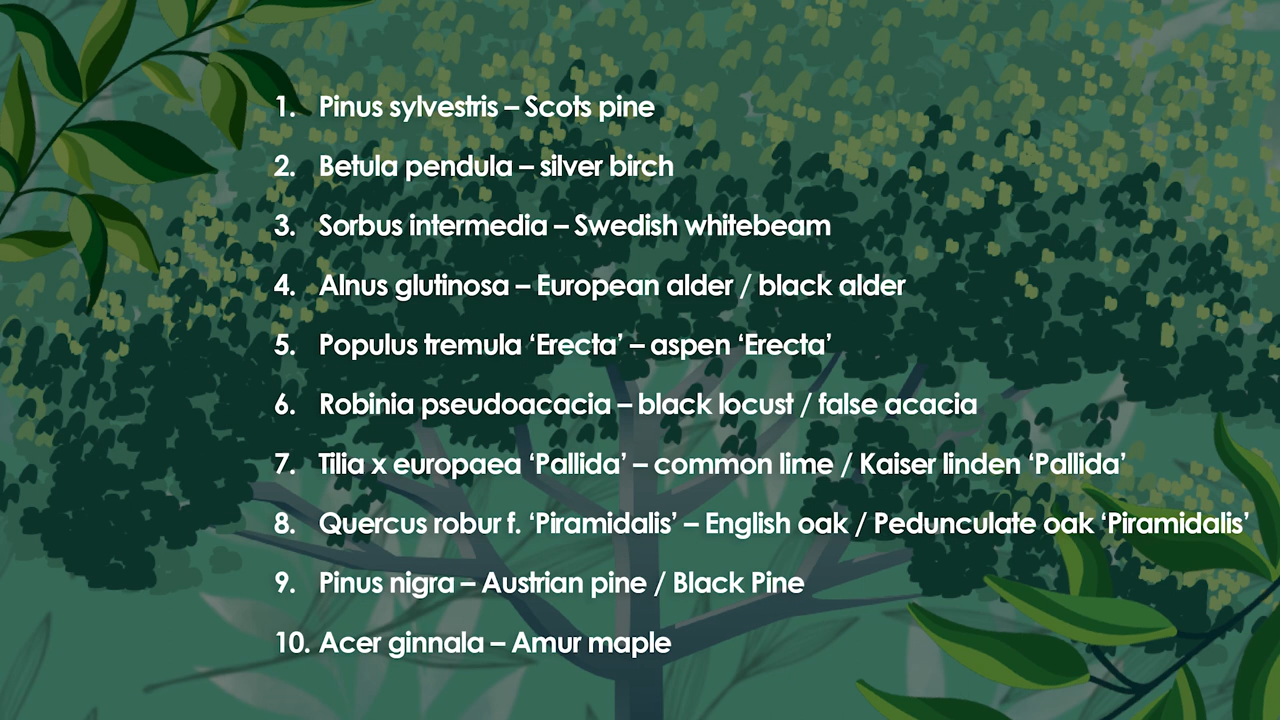 1. Pinus sylvestris – Scots pine
2. Betula pendula – silver birch
3. Sorbus intermedia – Swedish whitebeam
4. Alnus glutinosa – European alder / black alder
5. Populus tremula ‘Erecta’ – aspen ‘Erecta’
6. Robinia pseudoacacia – black locust / false acacia
7. Tilia x europaea ‘Pallida’ – common lime / Kaiser linden ‘Pallida’
8. Quercus robur f. ‘Piramidalis’ – English oak / Pedunculate oak ‘Piramidalis’
9. Pinus nigra – Austrian pine / Black Pine
10. Acer ginnala – Amur maple